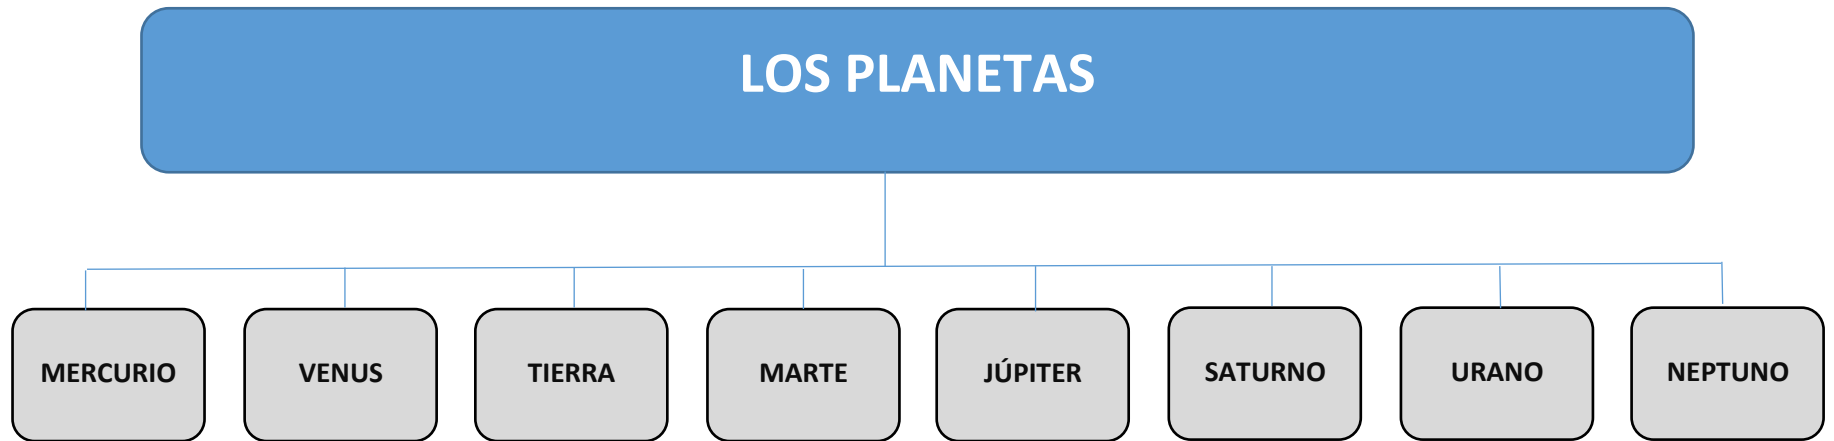 LOS PLANETAS
MERCURIO
VENUS
TIERRA
MARTE
JÚPITER
SATURNO
URANO
NEPTUNO